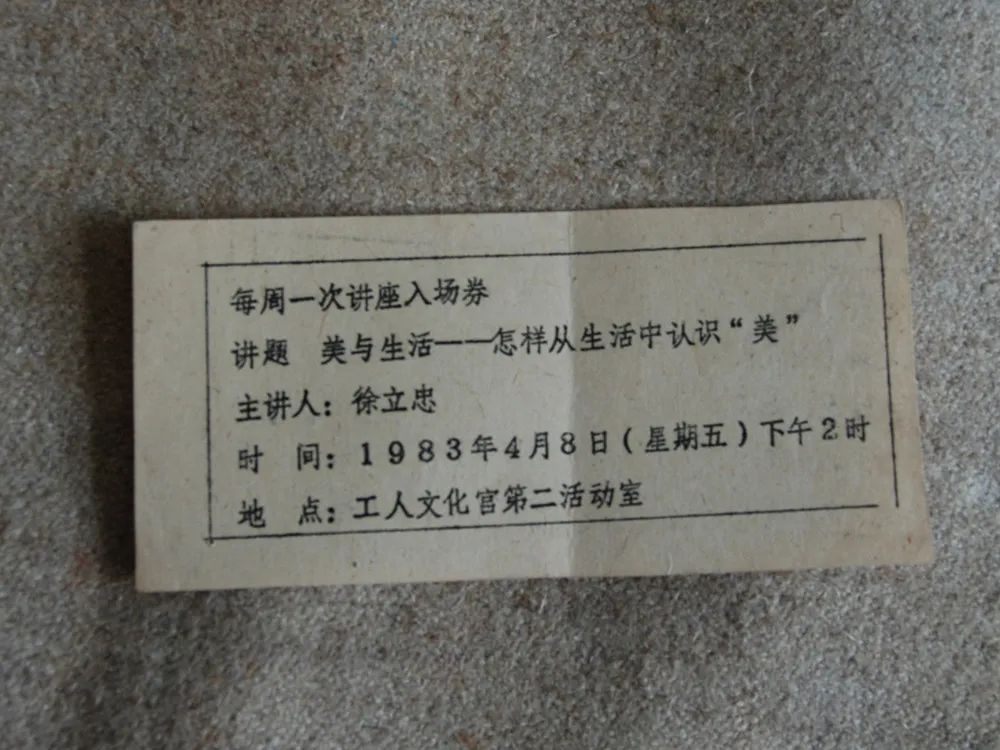 每周一次讲座入场券
讲题 美与生活——怎样从生活中认识“美”
主讲人：徐立忠
时 间：1983年4月8日（星期五）下午2时
地 点：工人文化宫第二活动室